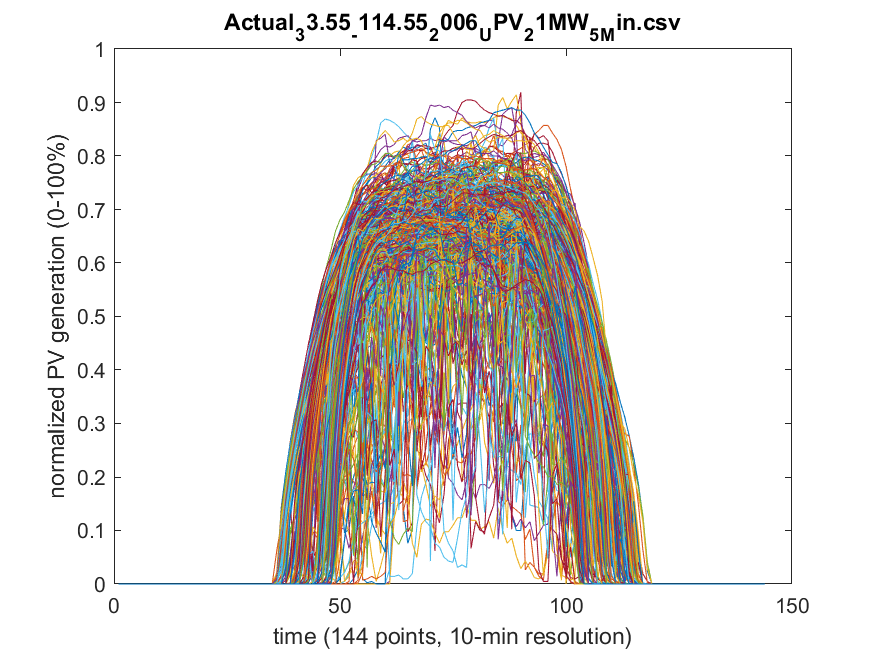 Actual_33.55_-114.55_2006_UPV_21MW_5Min.csv
1
0.9
0.8
0.7
0.6
0.5
0.4
0.3
0.2
0.1
0
0 50 100 150
normalized PV generation (0-100%)
time (144 points, 10-min resolution)